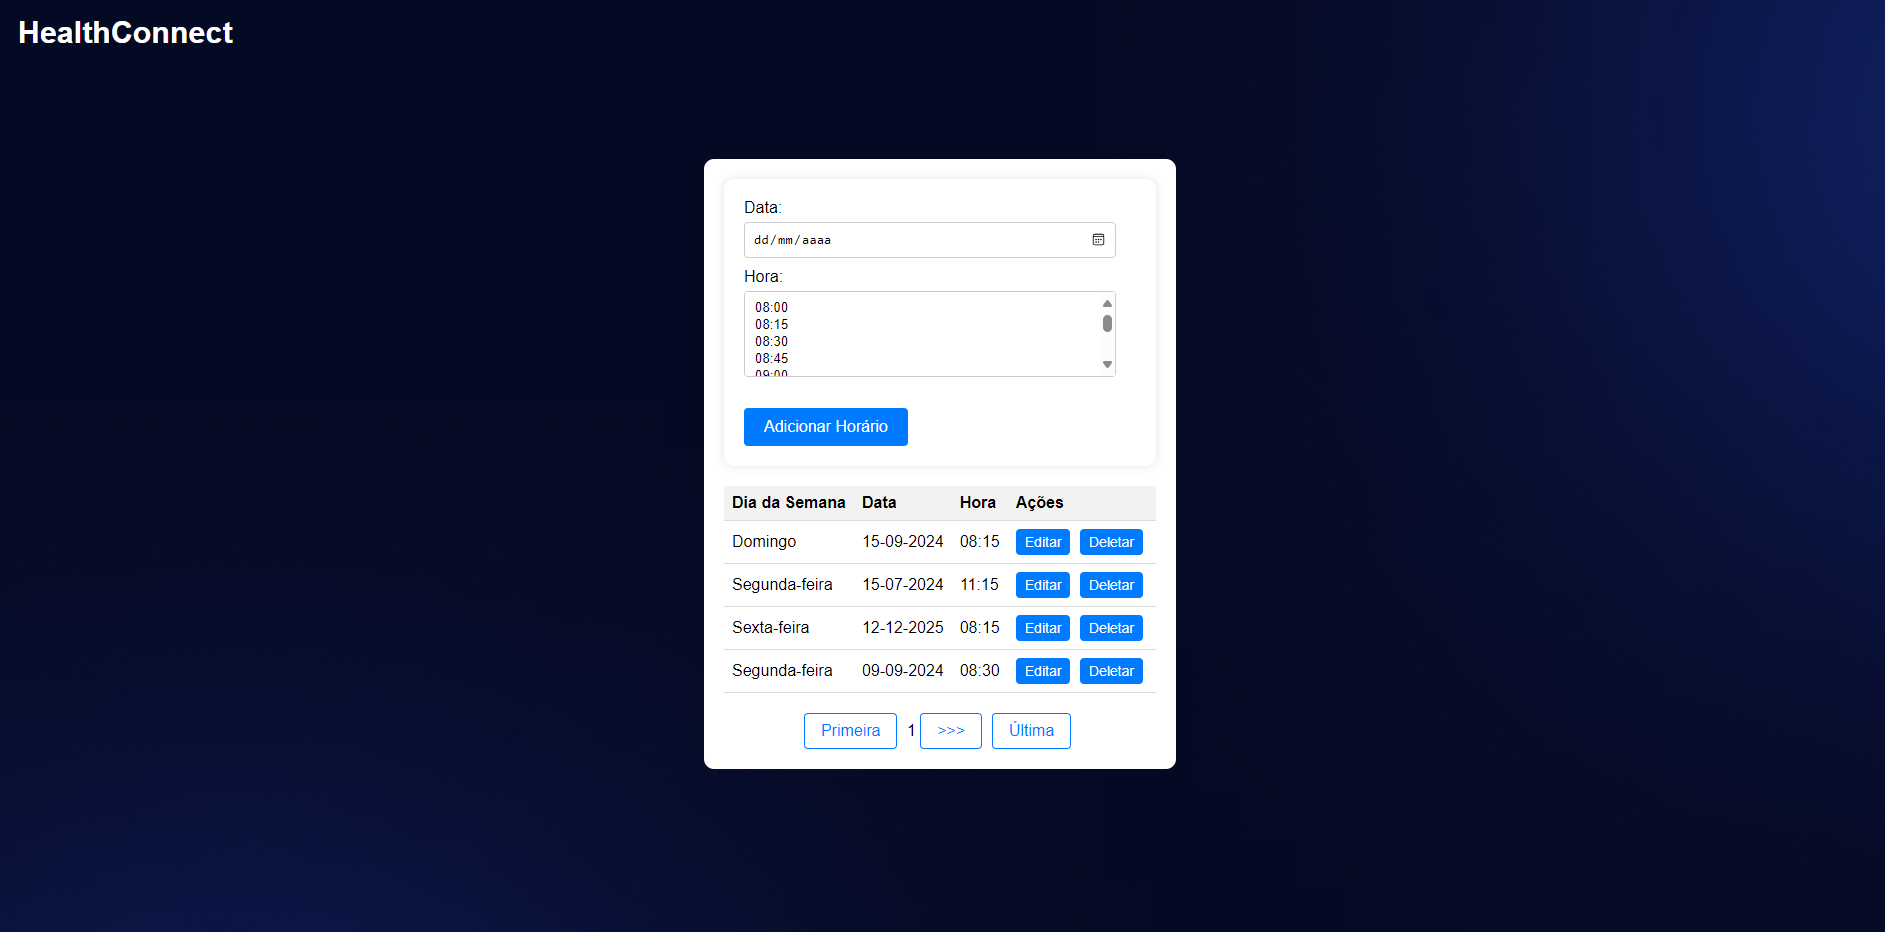 HealthConnect
Data:
dd/mm/aaaa
Hora:
08:00
08:15
08:30
08:45
09:00
Adicionar Horário
Dia da Semana Data Hora Ações
Domingo 15-09-2024 08:15 Editar Deletar
Segunda-feira 15-07-2024 11:15 Editar Deletar
Sexta-feira 12-12-2025 08:15 Editar Deletar
Segunda-feira 09-09-2024 08:30 Editar Deletar
Primeira 1 >>> Última